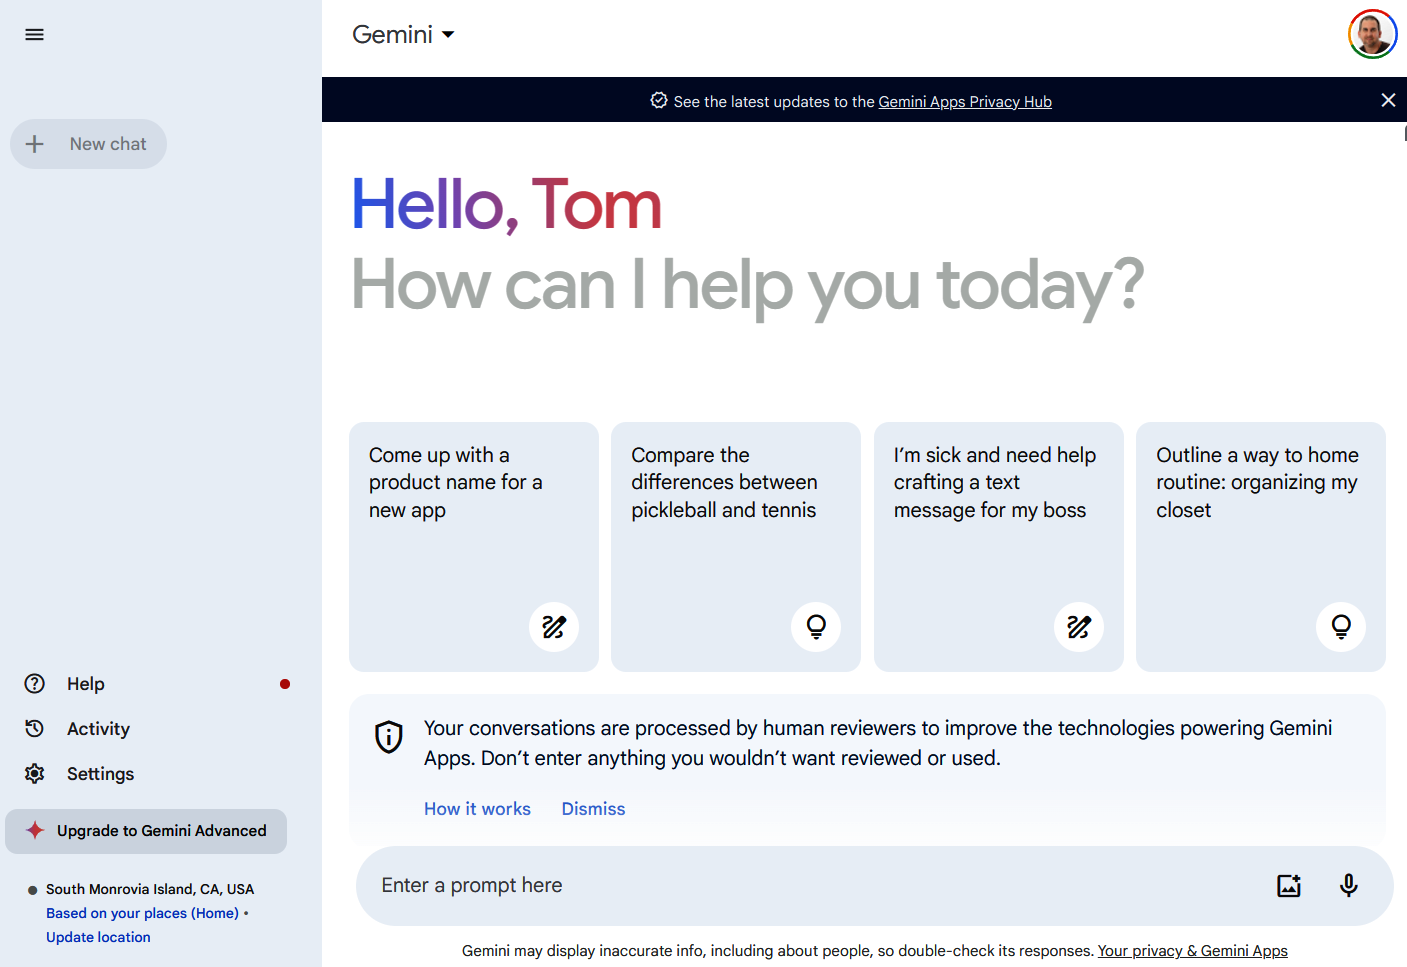 Gemini
New chat
See the latest updates to the Gemini Apps Privacy Hub
Hello, Tom
How can I help you today?
Come up with a
product name for a
new app
Compare the
differences between
pickleball and tennis
I’m sick and need help
crafting a text
message for my boss
Outline a way to home
routine: organizing my
closet
Help
Activity
Settings
Upgrade to Gemini Advanced
South Monrovia Island, CA, USA
Based on your places (Home) •
Update location
Your conversations are processed by human reviewers to improve the technologies powering Gemini
Apps. Don’t enter anything you wouldn’t want reviewed or used.
How it works Dismiss
Enter a prompt here
Gemini may display inaccurate info, including about people, so double-check its responses. Your privacy & Gemini Apps